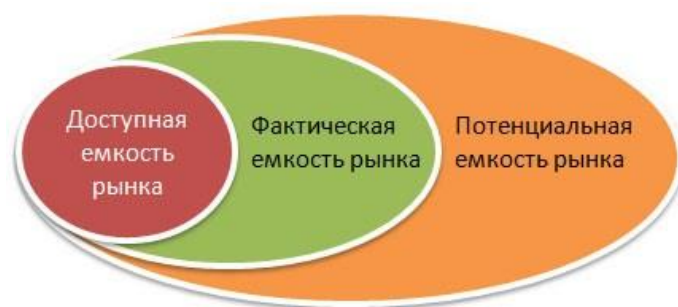 Доступная
емкость
рынка
Фактическая
емкость рынка
Потенциальная
емкость рынка